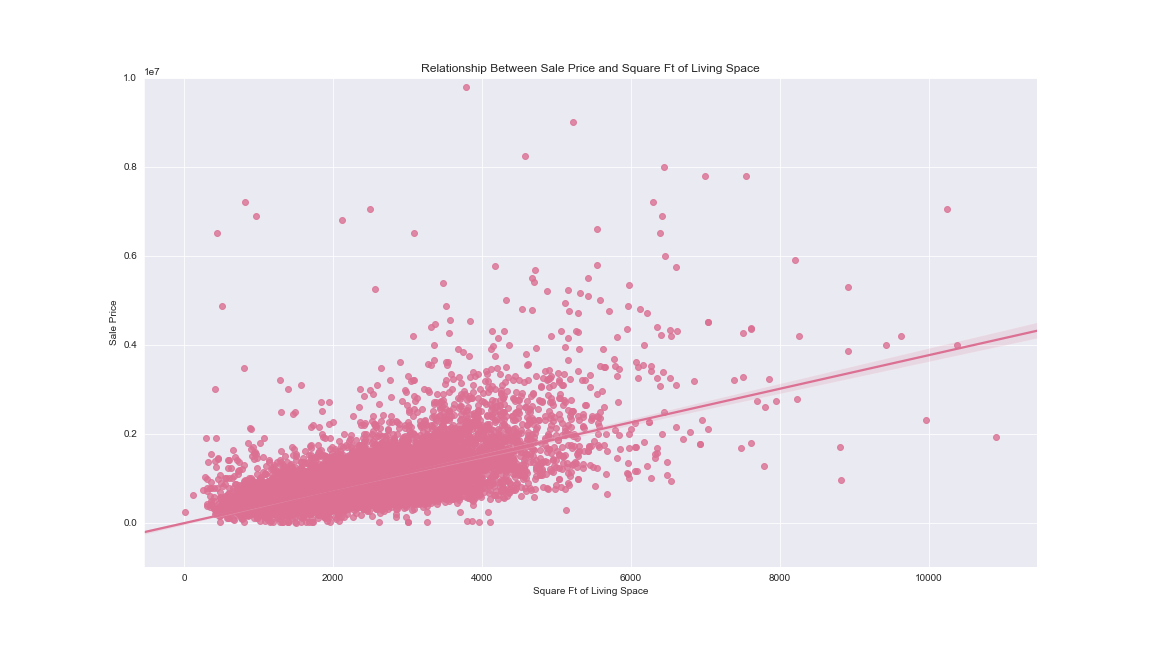 Relationship Between Sale Price and Square Ft of Living Space
1e7
1.0
0.8
0.6
0.4
0.2
0.0
Sale Price
0 2000 4000 6000 8000 10000
Square Ft of Living Space